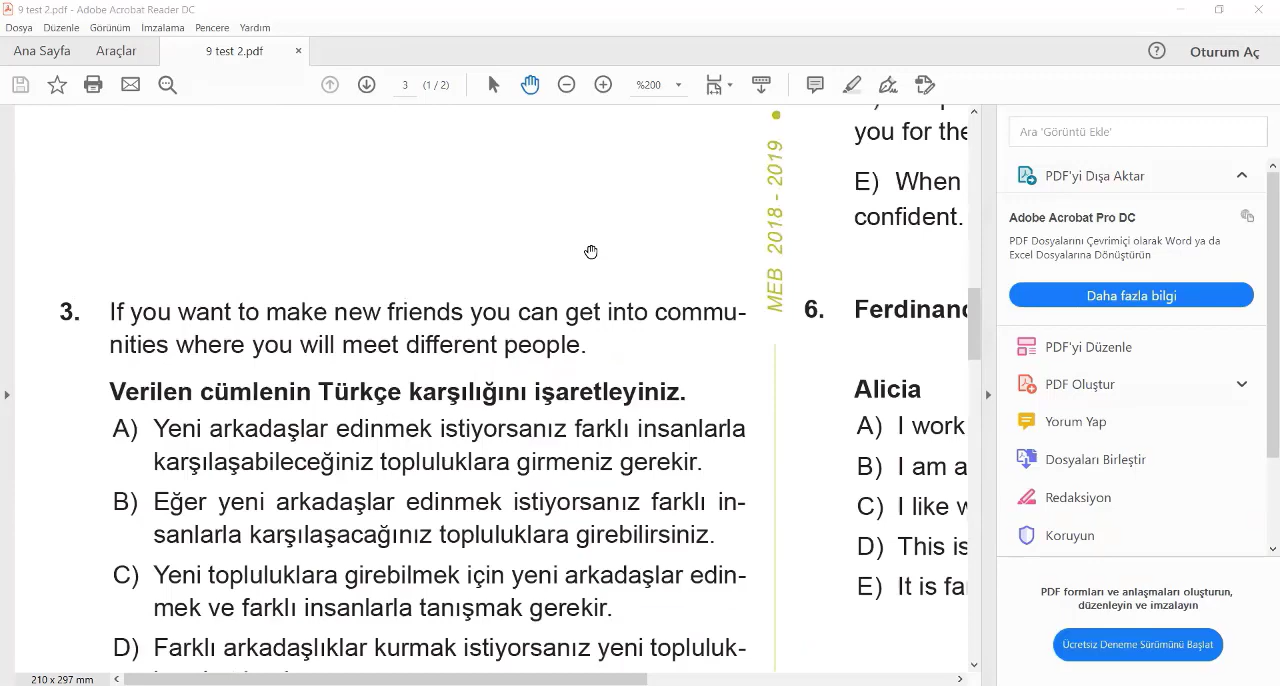 9 test 2.pdf - Adobe Acrobat Reader DC
Dosya Düzenle Görünüm Imzalama Pencere Yardım
Ana Sayfa Araçlar 9 test 2.pdf × Oturum Aç
3 (1 / 2) %200
MEB 2018 - 2019
3. If you want to make new friends you can get into commu-
nities where you will meet different people.
Verilen cümlenin Türkçe karşılığını işaretleyiniz.
A) Yeni arkadaşlar edinmek istiyorsanız farklı insanlarla
karşılaşabileceğiniz topluluklara girmeniz gerekir.
B) Eğer yeni arkadaşlar edinmek istiyorsanız farklı in-
sanlarla karşılaşacağınız topluluklara girebilirsiniz.
C) Yeni topluluklara girebilmek için yeni arkadaşlar edin-
mek ve farklı insanlarla tanışmak gerekir.
D) Farklı arkadaşlıklar kurmak istiyorsanız yeni topluluk-
you for the
E) When
confident.
6. Ferdinand
Alicia
A) I work
B) I am a
C) I like w
D) This is
E) It is fa
210 x 297 mm
Ara 'Görüntü Ekle'
PDF'yi Dışa Aktar
Adobe Acrobat Pro DC
PDF Dosyalarını Çevrimiçi olarak Word ya da
Excel Dosyalarına Dönüştürün
Daha fazla bilgi
PDF'yi Düzenle
PDF Oluştur
Yorum Yap
Dosyaları Birleştir
Redaksiyon
Koruyun
PDF formları ve anlaşmaları oluşturun,
düzenleyin ve imzalayın
Ücretsiz Deneme Sürümünü Başlat